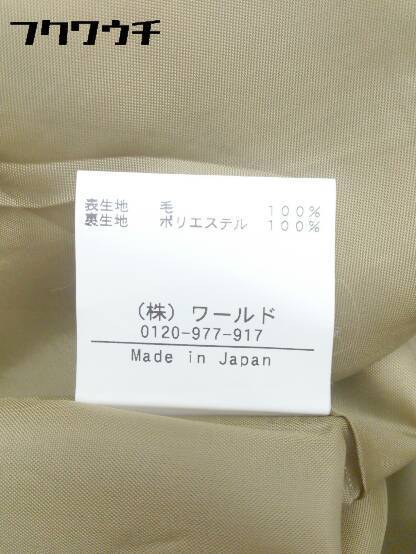 フクワウチ
表生地 毛 100%
裏生地 ポリエステル 100%
(株) ワールド
0120-977-917
Made in Japan